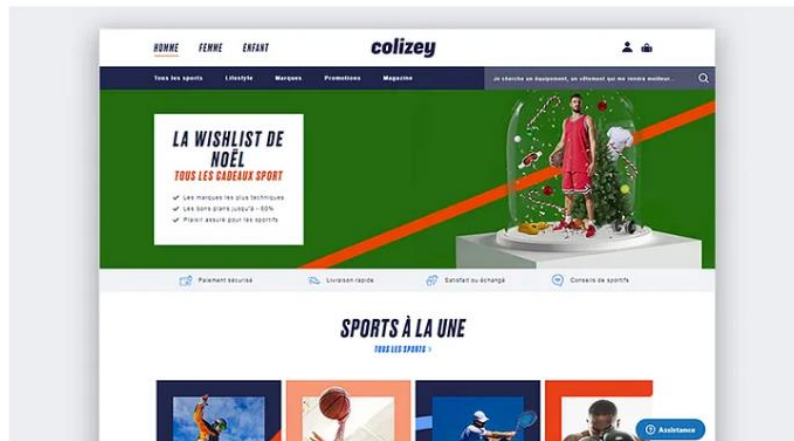 HOMME FEMME ENFANT
colizey
Tous les sports Lifestyle Marques Promotions Magazine
Je cherche un équipement, un vêtement qui me rendra meilleur...
LA WISHLIST DE
NOËL
TOUS LES CADEAUX SPORT
Les marques les plus techniques
Les bons plans jusqu'à -60%
Plaisir assuré pour les sportifs
Paiement sécurisé Livraison rapide Satisfait ou échangé Conseils de sportifs
SPORTS À LA UNE
TOUS LES SPORTS >
Assistance